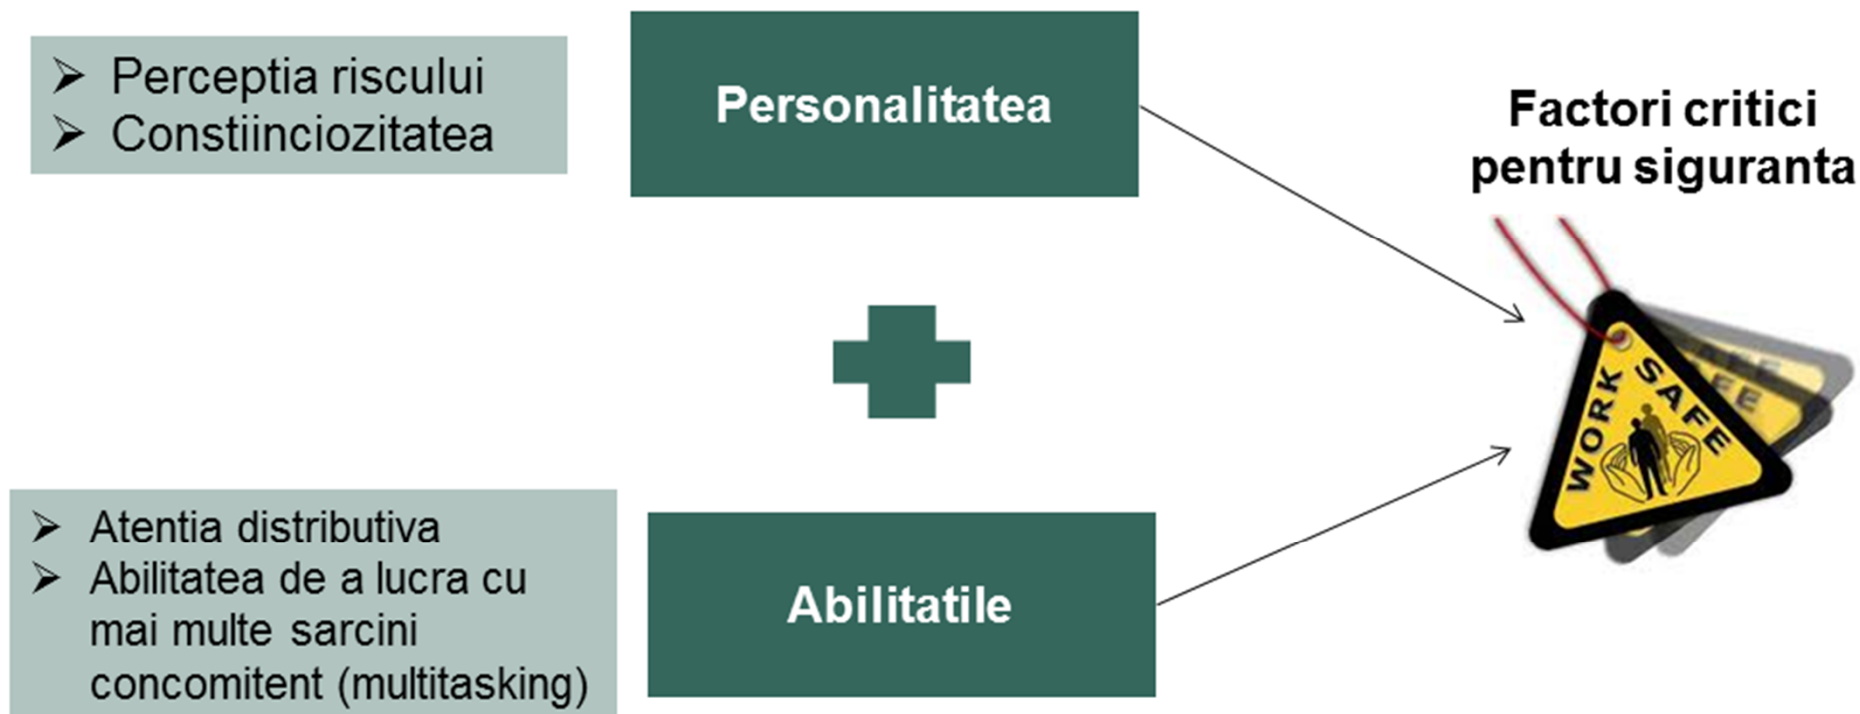 Perceptia riscului
Constiinciozitatea
Personalitatea
Factori critici
pentru siguranta
WORK SAFE
Atentia distributiva
Abilitatea de a lucra cu
mai multe sarcini
concomitent (multitasking)
Abilitatile